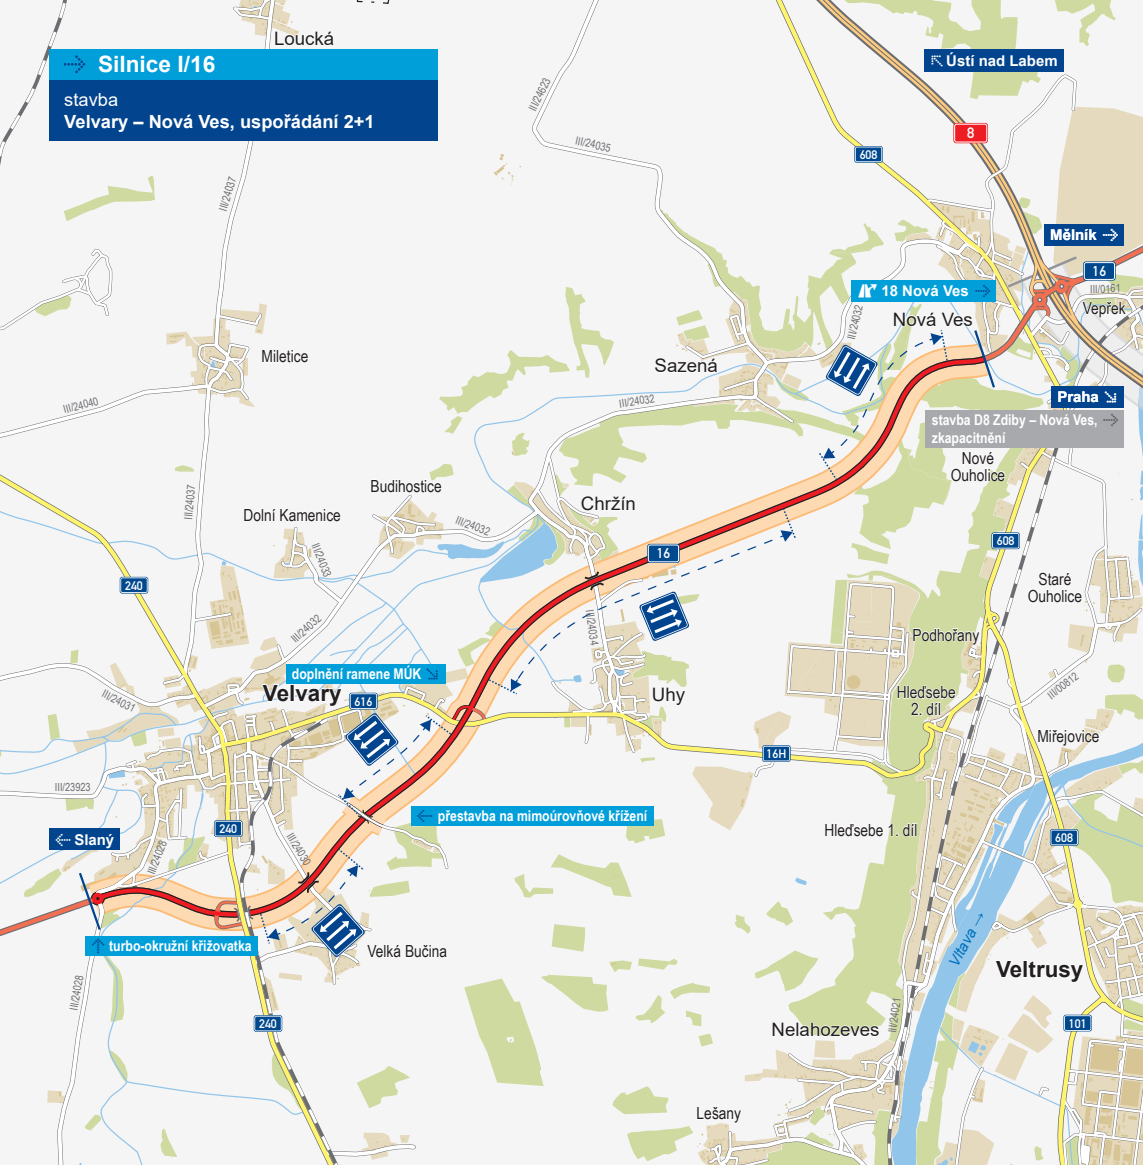 Loucká
Silnice I/16
stavba
Velvary – Nová Ves, uspořádání 2+1
Ústí nad Labem
8
III/24623
III/24035
608
III/24037
Mělník
16
III/0161
18 Nová Ves
Vepřek
Nová Ves
III/24032
Miletice
Sazená
Praha
III/24040
III/24032
stavba D8 Zdiby – Nová Ves,
zkapacitnění
Nové
Ouholice
Budihostice
III/24037
Chržín
Dolní Kamenice
III/24032
III/24033
608
16
240
Staré
Ouholice
III/24032
III/24034
Podhořany
doplnění ramene MÚK
Velvary
616
Uhy
III/00812
Hleďsebe
2. díl
III/24031
Miřejovice
16H
III/23923
přestavba na mimoúrovňové křížení
240
Slaný
Hleďsebe 1. díl
608
III/24028
III/24030
turbo-okružní křižovatka
Velká Bučina
Vltava
Veltrusy
III/24028
240
III/24021
Nelahozeves
101
Lešany